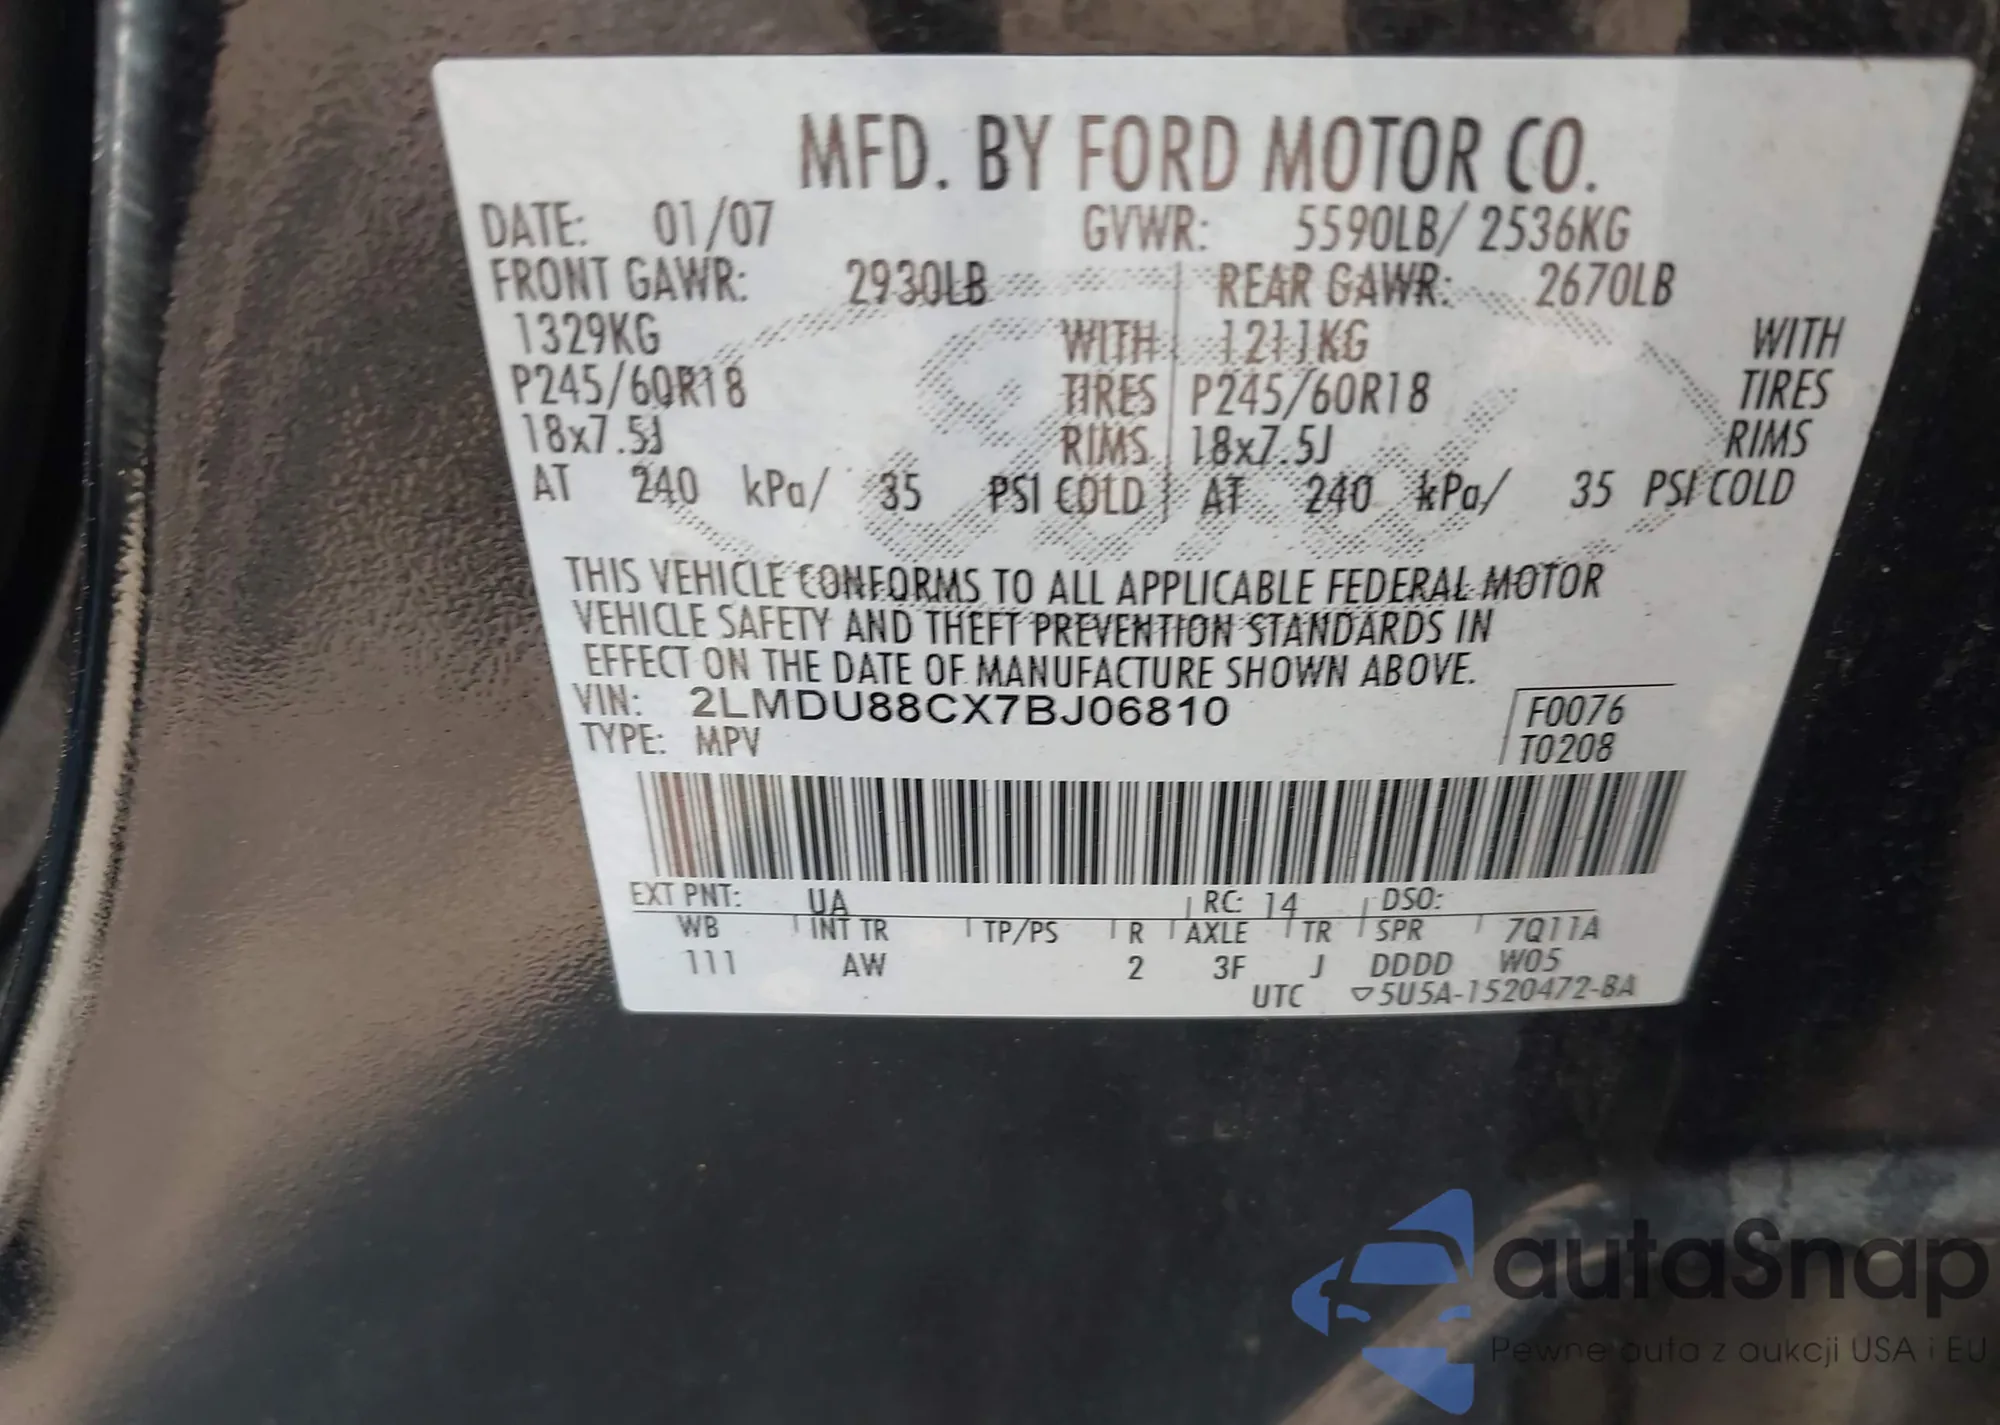 MFD. BY FORD MOTOR CO.
DATE: 01/07 GVWR: 5590LB/ 2536KG
FRONT GAWR: 2930LB REAR GAWR: 2670LB
1329KG WITH 1211KG WITH
P245/60R18 TIRES P245/60R18 TIRES
18x7.5J RIMS 18x7.5J RIMS
AT 240 kPa/ 35 PSI COLD AT 240 kPa/ 35 PSI COLD
THIS VEHICLE CONFORMS TO ALL APPLICABLE FEDERAL MOTOR
VEHICLE SAFETY AND THEFT PREVENTION STANDARDS IN
EFFECT ON THE DATE OF MANUFACTURE SHOWN ABOVE.
VIN: 2LMDU88CX7BJ06810 F0076
TYPE: MPV T0208
EXT PNT: UA RC: 14 DSO:
WB INT TR TP/PS R AXLE TR SPR 7Q11A
111 AW 2 3F J DDDD W05
UTC ▽5U5A-1520472-BA
autaSnap
Pewne auta z aukcji USA i EU